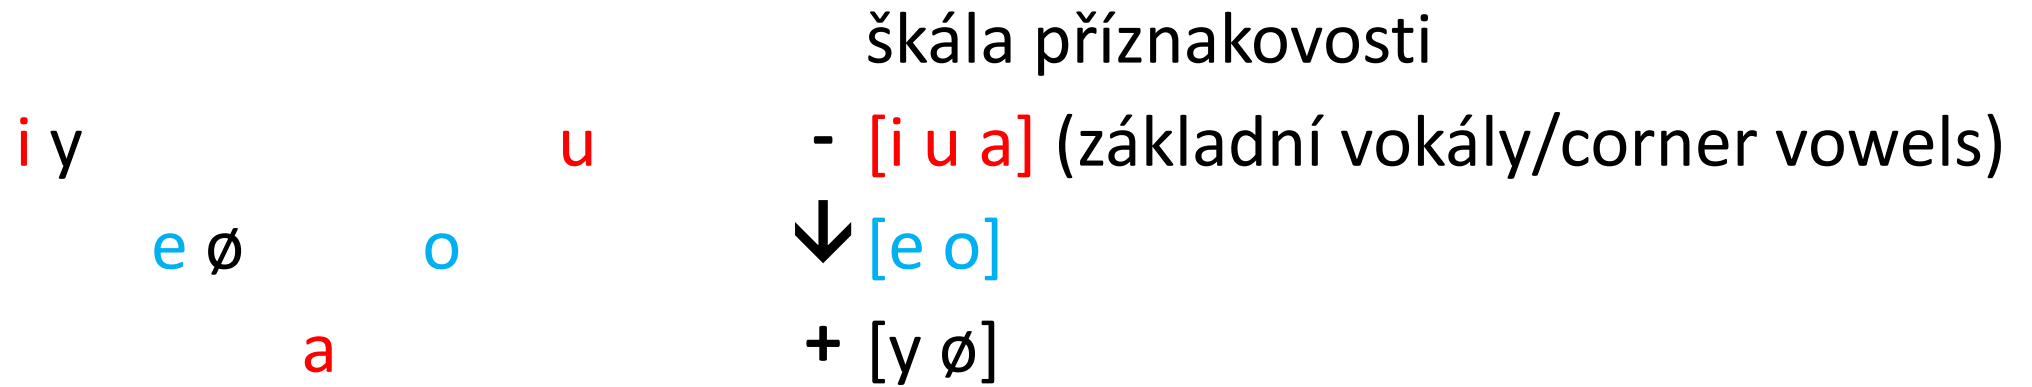 škála příznakovosti
i y u - [i u a] (základní vokály/corner vowels)
e ø o ↓ [e o]
a + [y ø]